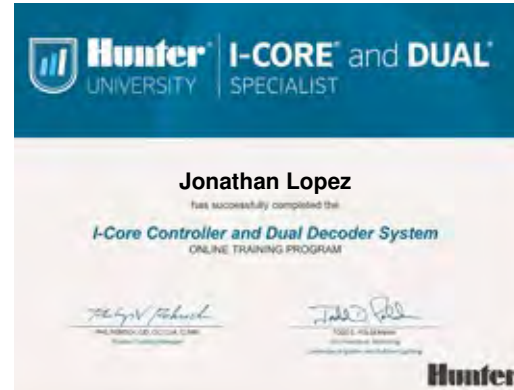 Hunter® | I-CORE® and DUAL®
UNIVERSITY | SPECIALIST
Jonathan Lopez
has successfully completed the
I-Core Controller and Dual Decoder System
ONLINE TRAINING PROGRAM
Hunter